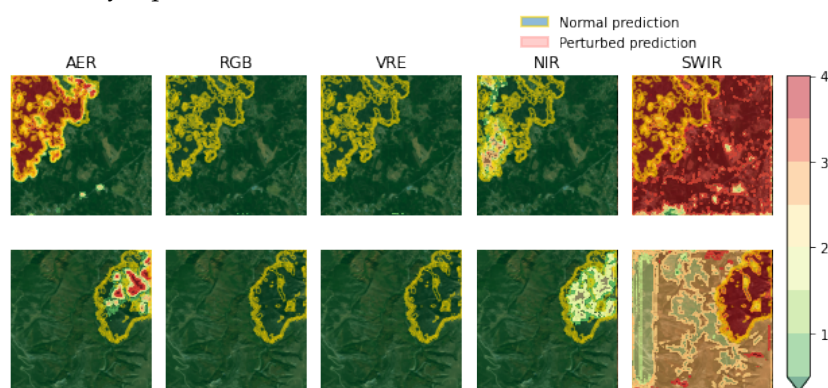 Normal prediction
Perturbed prediction
AER RGB VRE NIR SWIR
4
3
2
1